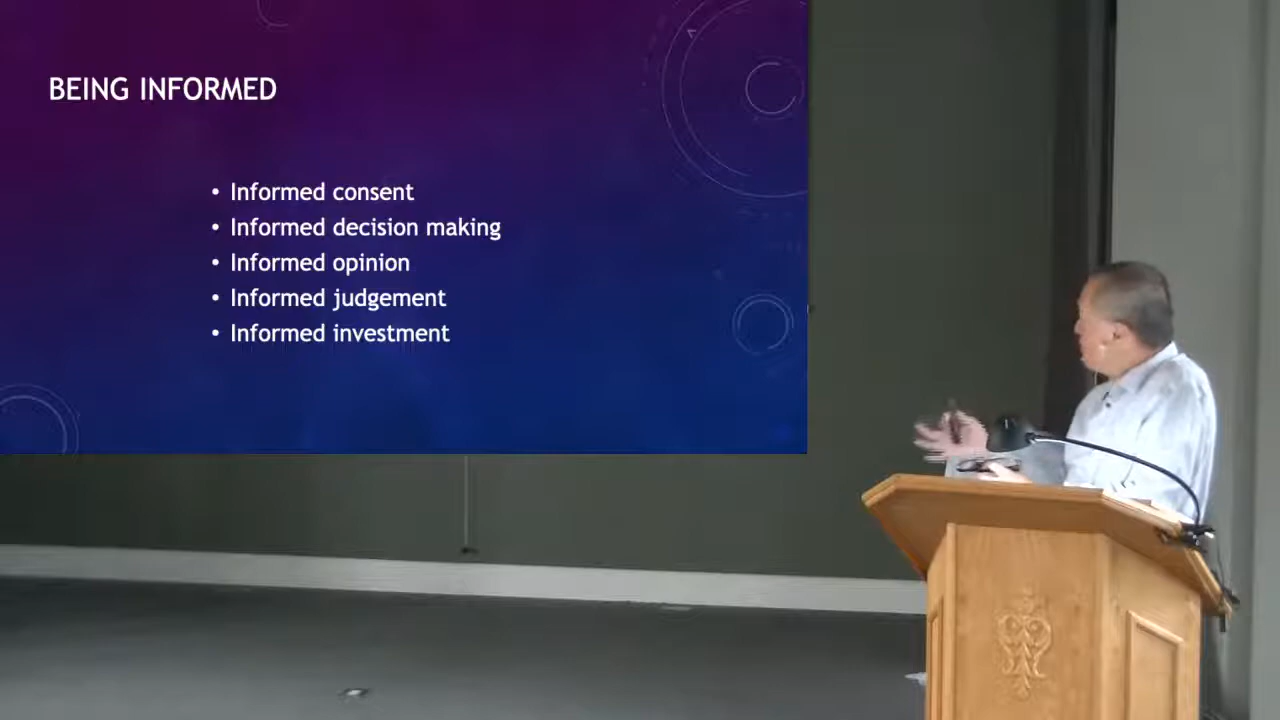 BEING INFORMED
• Informed consent
• Informed decision making
• Informed opinion
• Informed judgement
• Informed investment